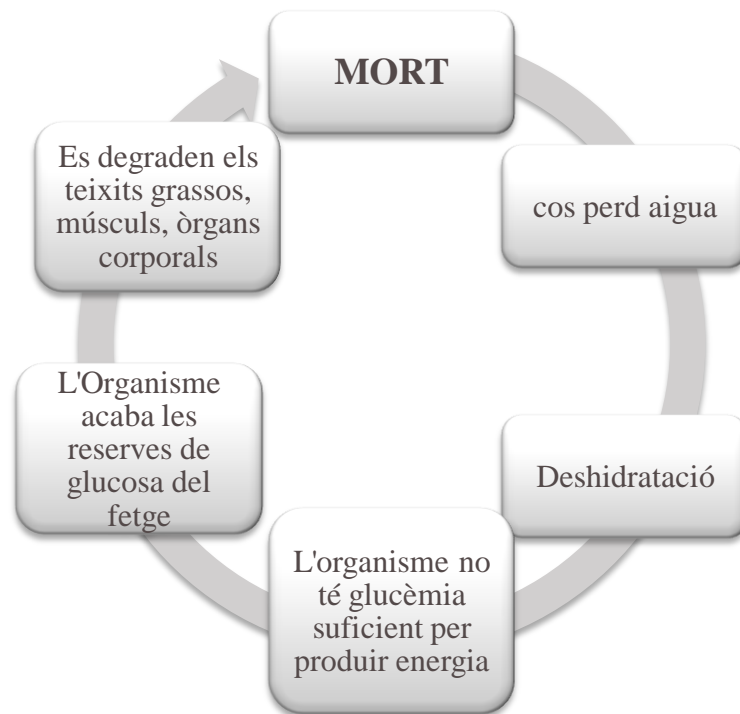 MORT
cos perd aigua
Deshidratació
L'organisme no
té glucèmia
suficient per
produir energia
L'Organisme
acaba les
reserves de
glucosa del
fetge
Es degraden els
teixits grassos,
músculs, òrgans
corporals